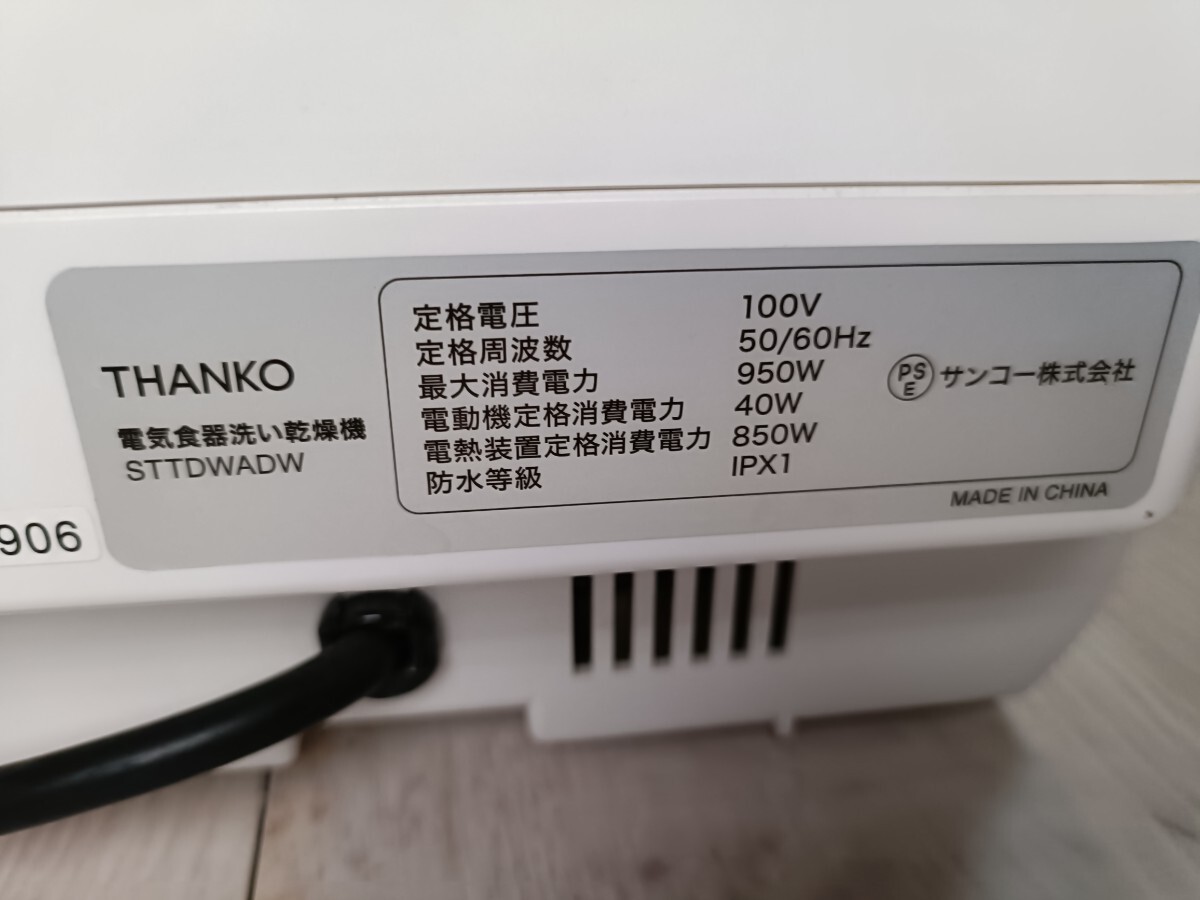 THANKO
電気食器洗い乾燥機
STTDWADW
定格電圧 100V
定格周波数 50/60Hz
最大消費電力 950W
電動機定格消費電力 40W
電熱装置定格消費電力 850W
防水等級 IPX1
PS
E
サンコー株式会社
MADE IN CHINA
906